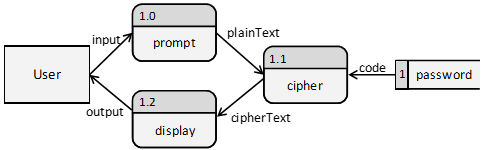 1.0
prompt
input
plainText
User
1.1
cipher
code
1 password
1.2
display
output
cipherText